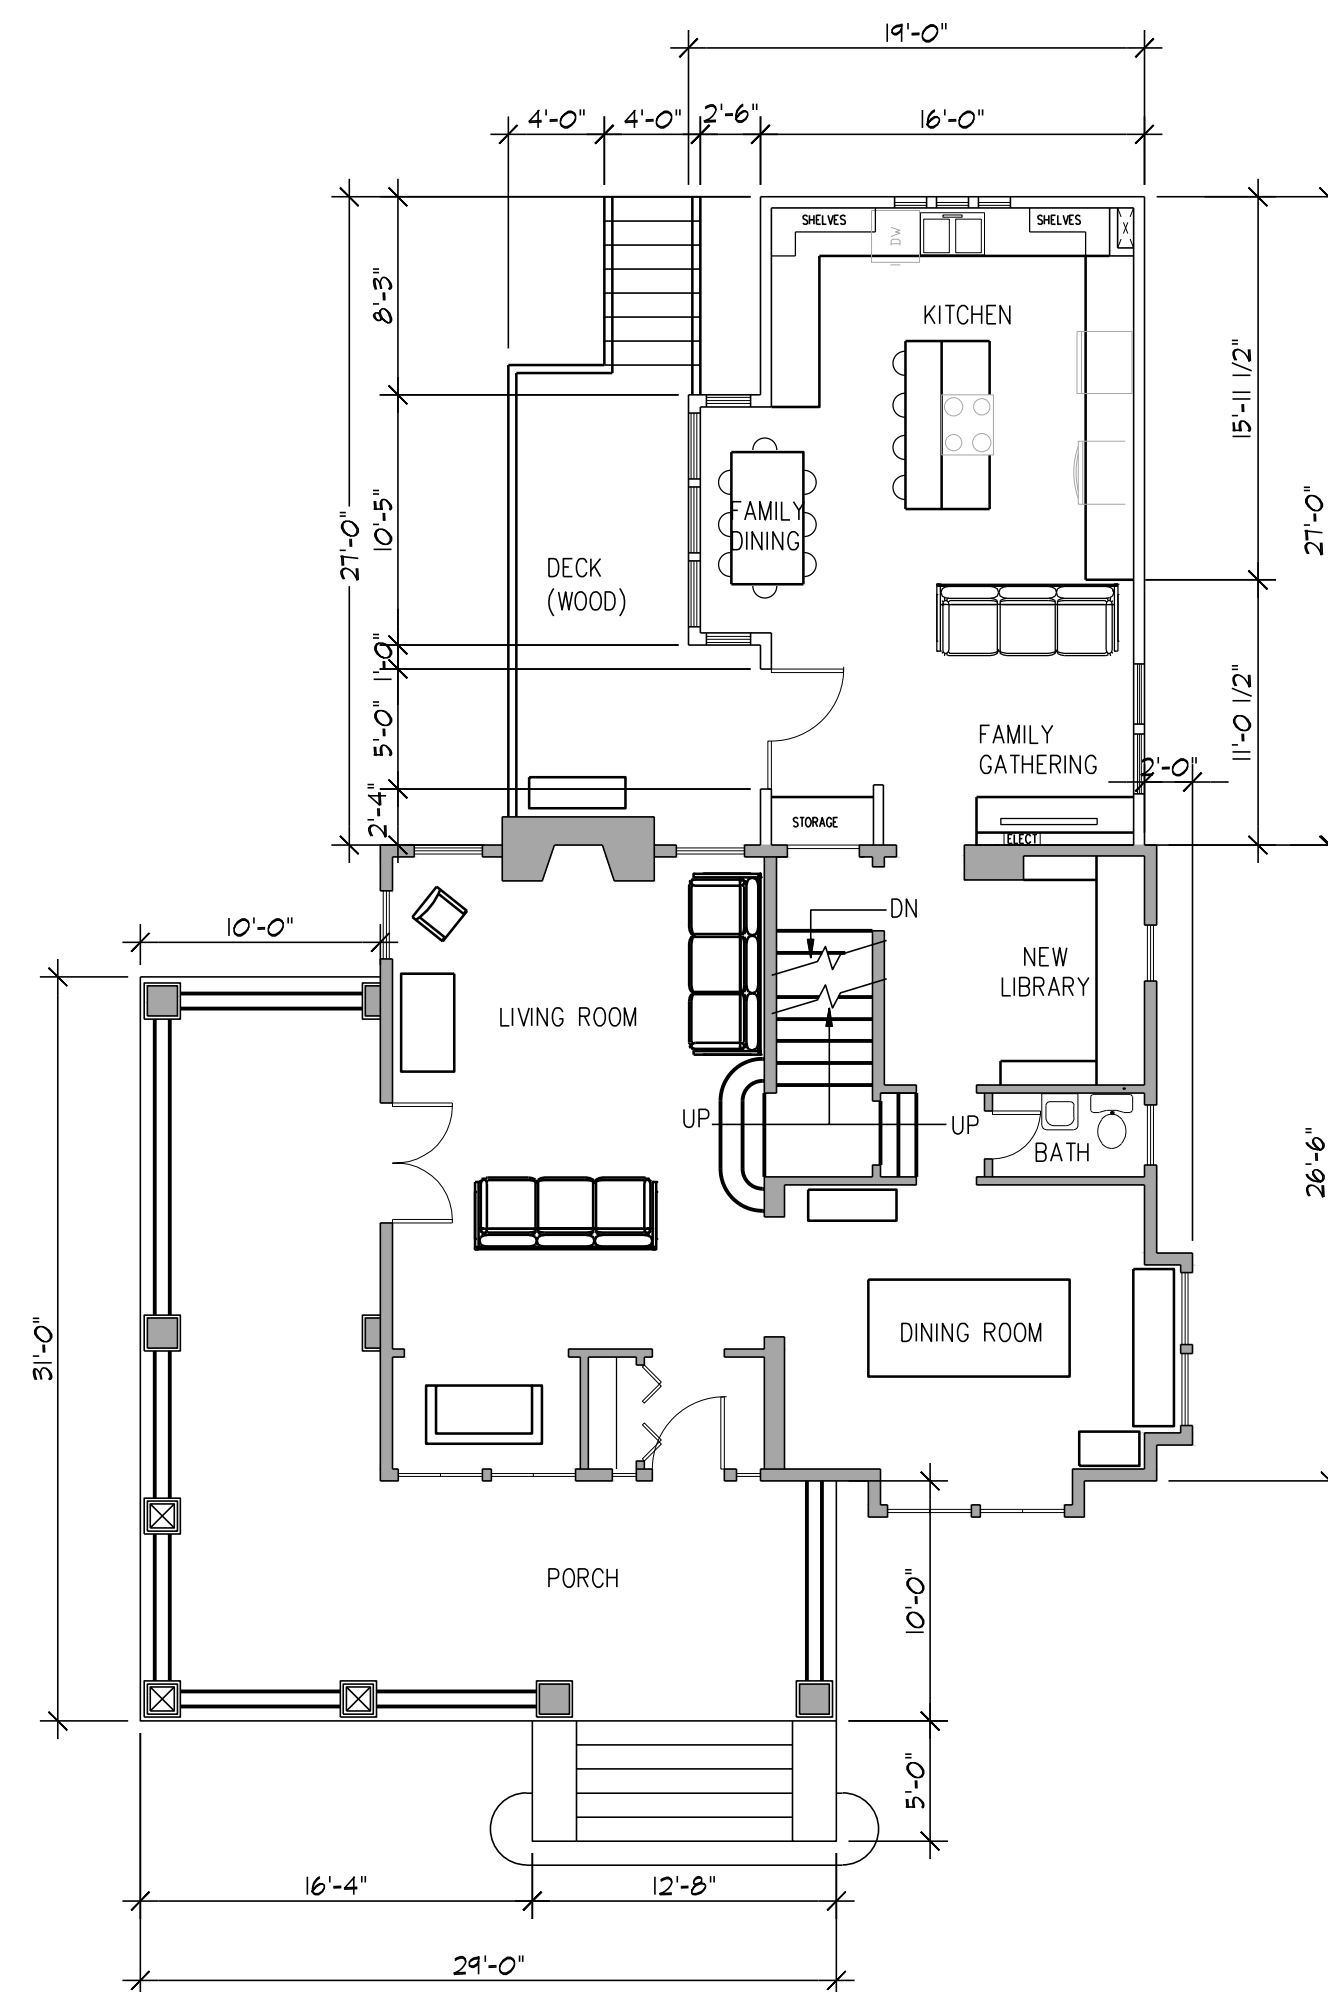 19'-0"
4'-0"
4'-0"
2'-6"
16'-0"
SHELVES
DW
SHELVES
8'-3"
KITCHEN
15'-11 1/2"
27'-0"
10'-5"
FAMILY
DINING
27'-0"
DECK
(WOOD)
1'-0"
5'-0"
FAMILY
GATHERING
11'-0 1/2"
2'-0"
2'-4"
STORAGE
ELECT
DN
10'-0"
NEW
LIBRARY
LIVING ROOM
UP
UP
BATH
26'-6"
31'-0"
DINING ROOM
PORCH
10'-0"
5'-0"
16'-4"
12'-8"
29'-0"